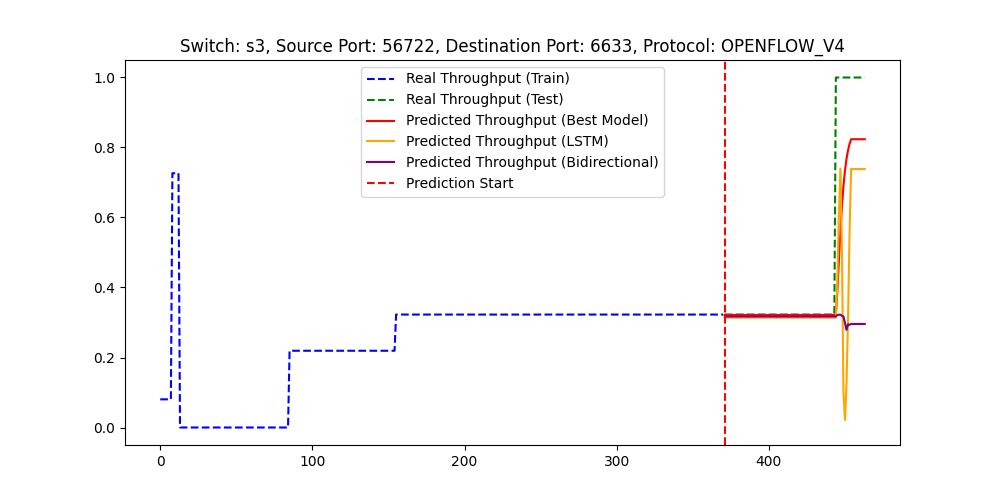 Switch: s3, Source Port: 56722, Destination Port: 6633, Protocol: OPENFLOW_V4
1.0
0.8
0.6
0.4
0.2
0.0
Real Throughput (Train)
Real Throughput (Test)
Predicted Throughput (Best Model)
Predicted Throughput (LSTM)
Predicted Throughput (Bidirectional)
Prediction Start
0 100 200 300 400